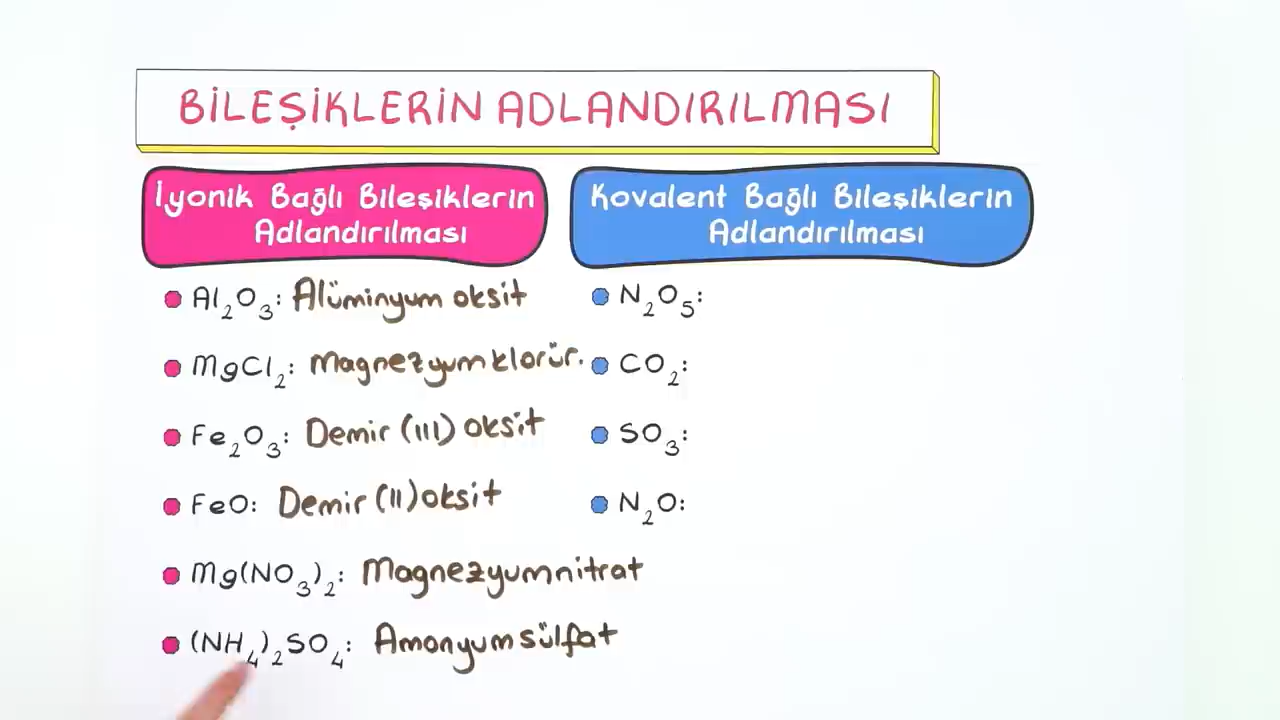 BİLEŞİKLERİN ADLANDIRILMASI
İyonik Bağlı Bileşiklerin
Adlandırılması
Al₂O₃: Alüminyum oksit
MgCl₂: Magnezyum klorür.
Fe₂O₃: Demir (III) oksit
FeO: Demir (II) oksit
Mg(NO₃)₂: Magnezyum nitrat
(NH₄)₂SO₄: Amonyum sülfat
Kovalent Bağlı Bileşiklerin
Adlandırılması
N₂O₅:
CO₂:
SO₃:
N₂O: